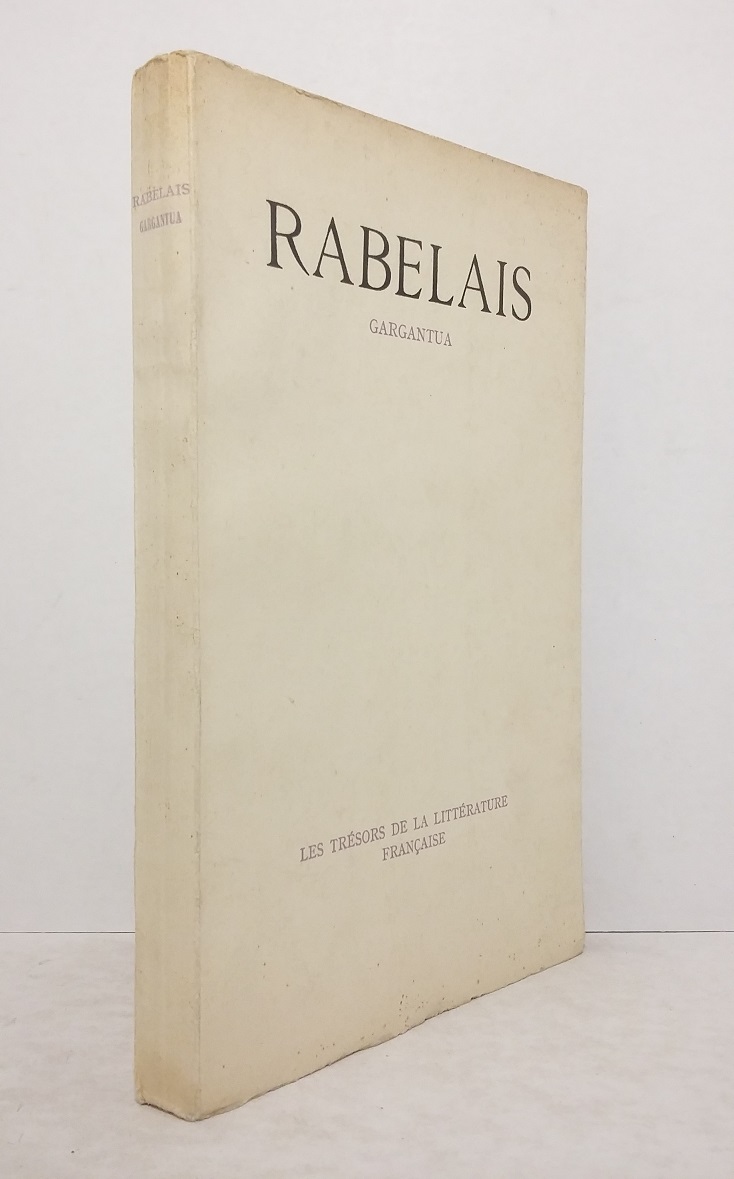 RABELAIS
GARGANTUA
RABELAIS
GARGANTUA
LES TRÉSORS DE LA LITTÉRATURE
FRANÇAISE